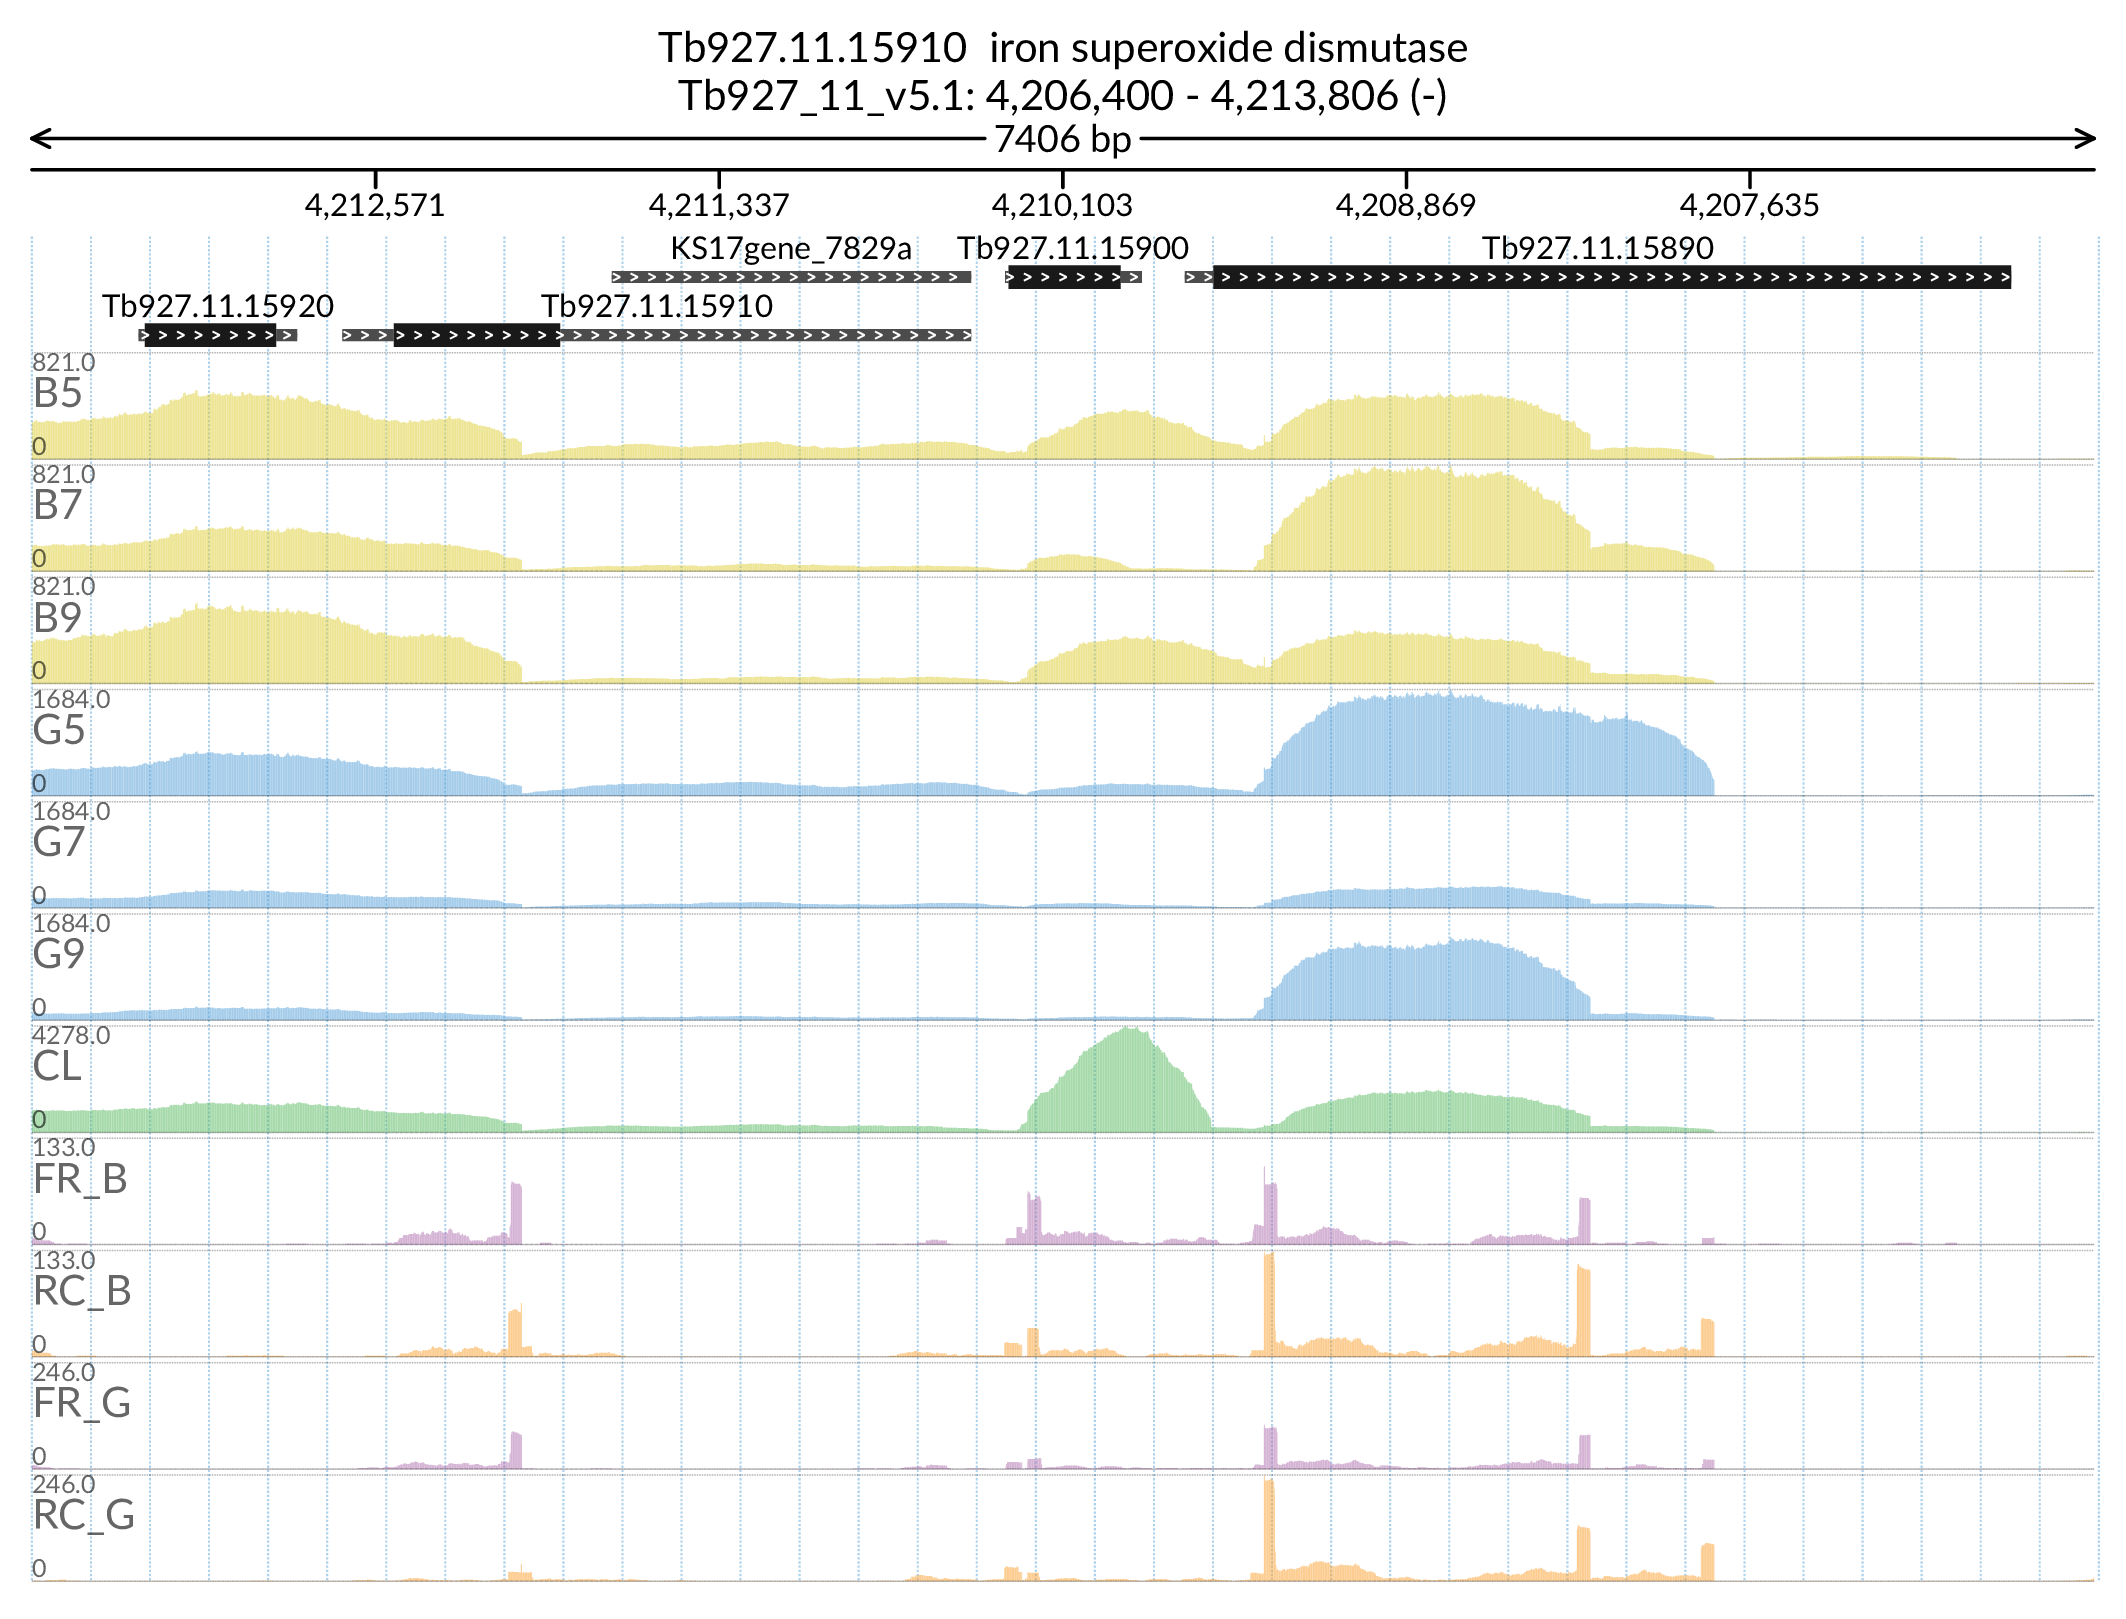 Tb927.11.15910  iron superoxide dismutase
Tb927_11_v5.1: 4,206,400 - 4,213,806 (-)
7406 bp
4,212,571 4,211,337 4,210,103 4,208,869 4,207,635
KS17gene_7829a Tb927.11.15900 Tb927.11.15890
Tb927.11.15920 Tb927.11.15910
821.0
B5
0
821.0
B7
0
821.0
B9
0
1684.0
G5
0
1684.0
G7
0
1684.0
G9
0
4278.0
CL
0
133.0
FR_B
0
133.0
RC_B
0
246.0
FR_G
0
246.0
RC_G
0